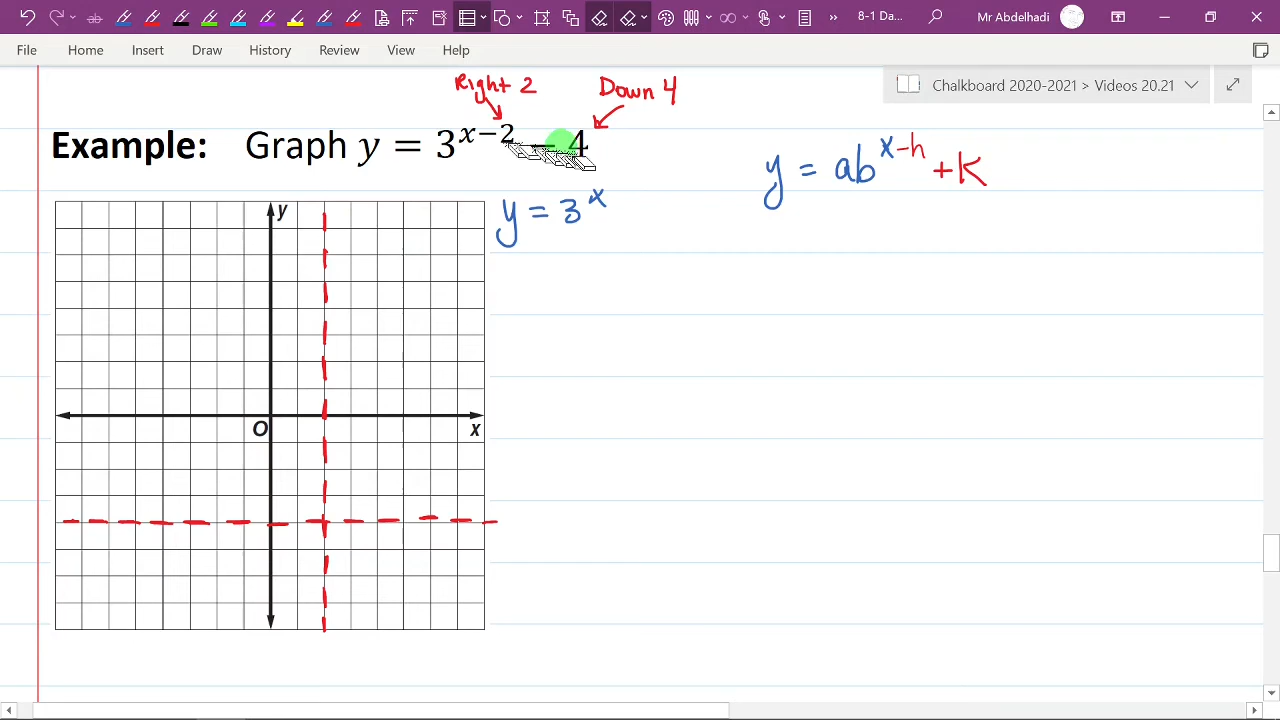 8-1 Da...
Mr Abdelhadi
File Home Insert Draw History Review View Help
Chalkboard 2020-2021 > Videos 20.21
Right 2
Down 4
Example: Graph y = 3^{x−2} − 4
y = ab^{x-h} + K
y = 3^x
y
O
x